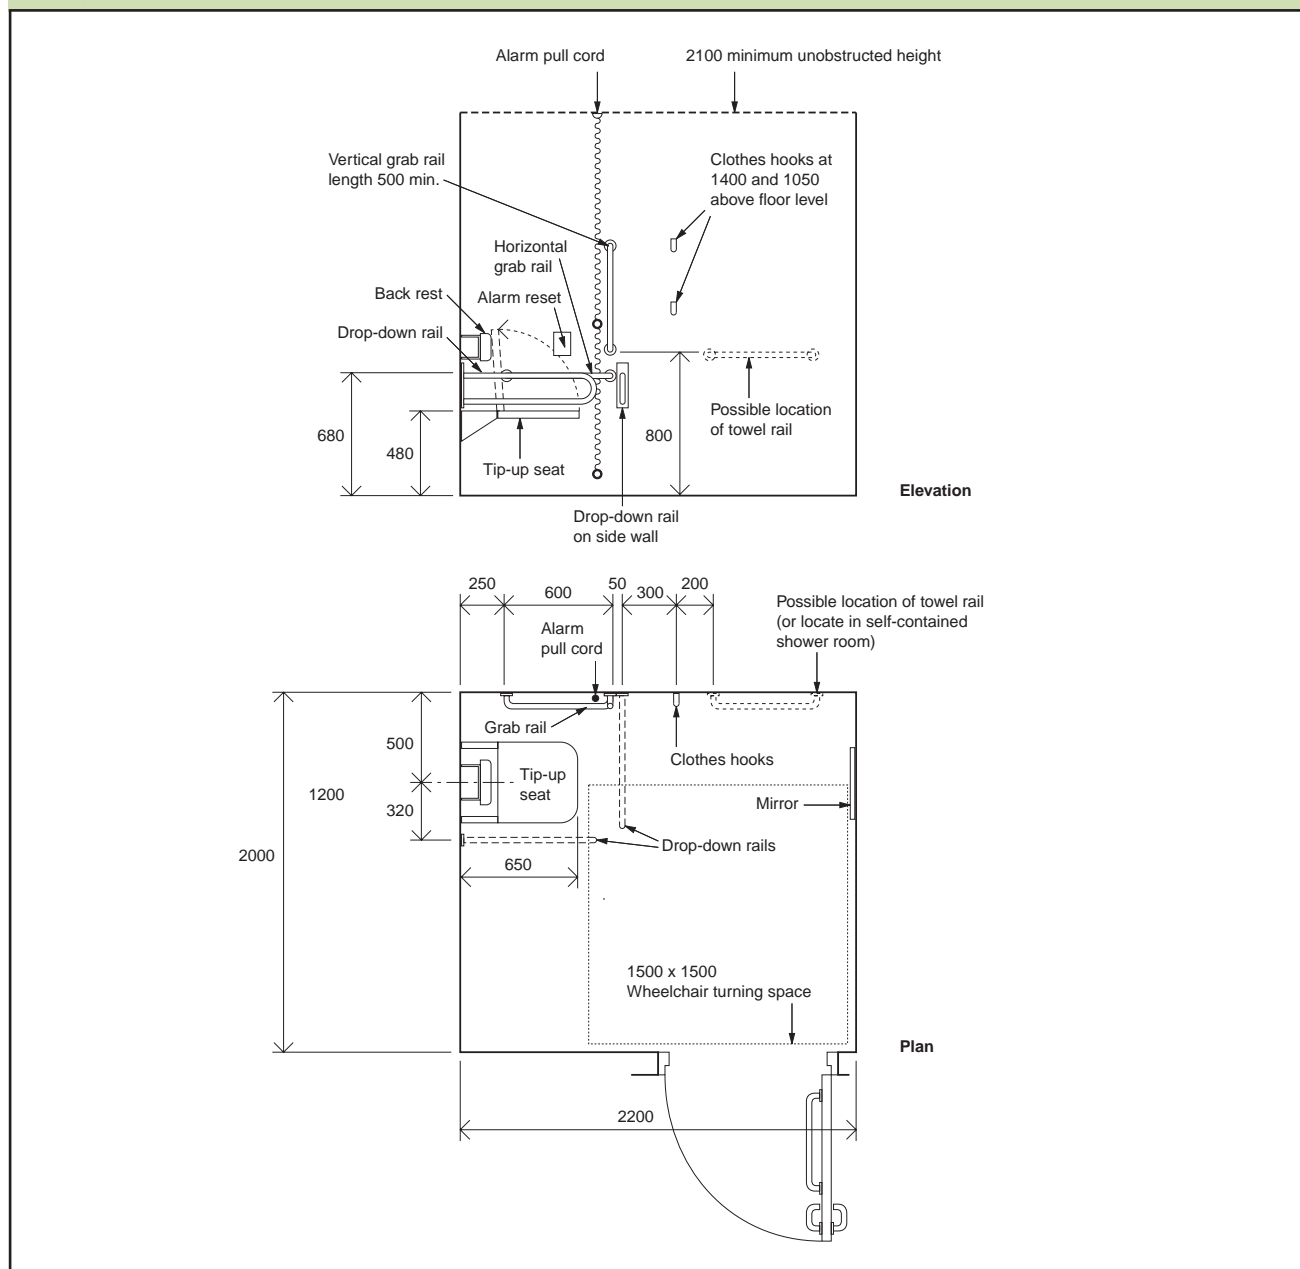 Alarm pull cord
2100 minimum unobstructed height
Vertical grab rail
length 500 min.
Clothes hooks at
1400 and 1050
above floor level
Horizontal
grab rail
Back rest
Alarm reset
Drop-down rail
Possible location
of towel rail
680
480
800
Tip-up seat
Elevation
Drop-down rail
on side wall
250
600
50
300
200
Possible location of towel rail
(or locate in self-contained
shower room)
Alarm
pull cord
Grab rail
500
Clothes hooks
Tip-up
seat
1200
320
Mirror
Drop-down rails
2000
650
1500 x 1500
Wheelchair turning space
Plan
2200